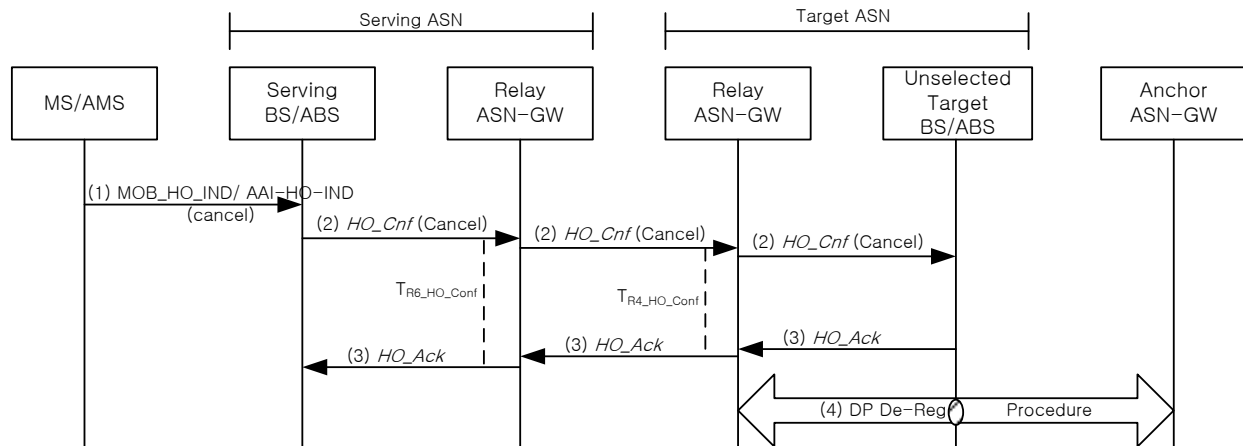 Serving ASN
Target ASN
MS/AMS
Serving
BS/ABS
Relay
ASN-GW
Relay
ASN-GW
Unselected
Target
BS/ABS
Anchor
ASN-GW
(1) MOB_HO_IND/ AAI-HO-IND
(cancel)
(2) HO_Cnf (Cancel)
(2) HO_Cnf (Cancel)
(2) HO_Cnf (Cancel)
TR6_HO_Conf
TR4_HO_Conf
(3) HO_Ack
(3) HO_Ack
(3) HO_Ack
(4) DP De-Reg Procedure